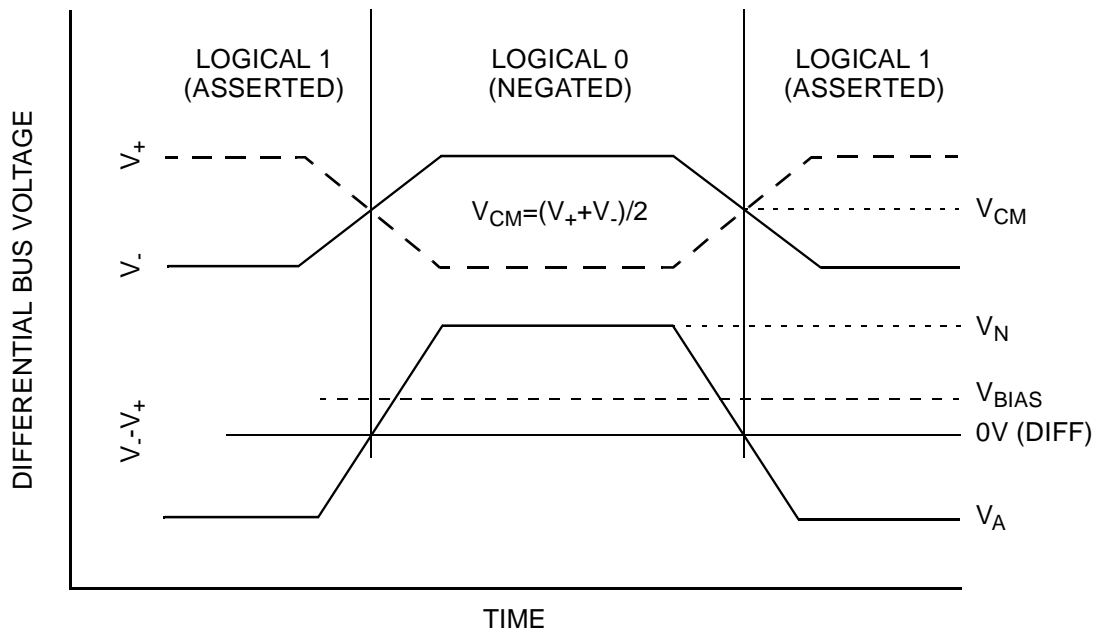 LOGICAL 1
(ASSERTED)
LOGICAL 0
(NEGATED)
LOGICAL 1
(ASSERTED)
DIFFERENTIAL BUS VOLTAGE
V+
V-
V--V+
VCM=(V++V-)/2
VCM
VN
VBIAS
0V (DIFF)
VA
TIME